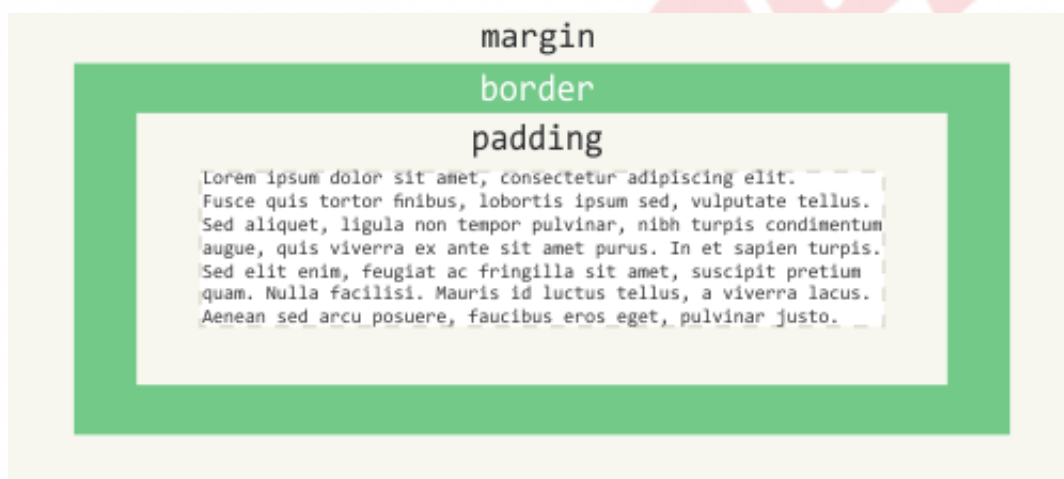 margin
border
padding
Lorem ipsum dolor sit amet, consectetur adipiscing elit.
Fusce quis tortor finibus, lobortis ipsum sed, vulputate tellus.
Sed aliquet, ligula non tempor pulvinar, nibh turpis condimentum
augue, quis viverra ex ante sit amet purus. In et sapien turpis.
Sed elit enim, feugiat ac fringilla sit amet, suscipit pretium
quam. Nulla facilisi. Mauris id luctus tellus, a viverra lacus.
Aenean sed arcu posuere, faucibus eros eget, pulvinar justo.